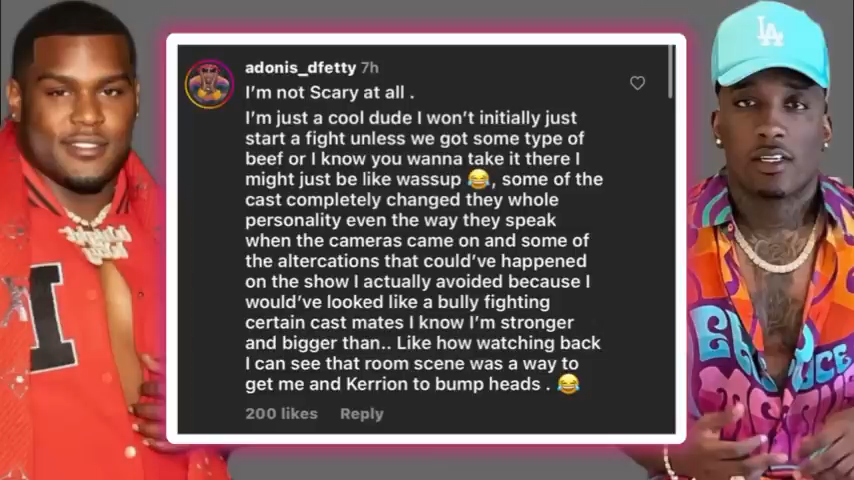 adonis_dfetty 7h
I'm not Scary at all .
I'm just a cool dude I won't initially just
start a fight unless we got some type of
beef or I know you wanna take it there I
might just be like wassup 😂, some of the
cast completely changed they whole
personality even the way they speak
when the cameras came on and some of
the altercations that could've happened
on the show I actually avoided because I
would've looked like a bully fighting
certain cast mates I know I'm stronger
and bigger than.. Like how watching back
I can see that room scene was a way to
get me and Kerrion to bump heads . 😂
200 likes Reply
LA
I